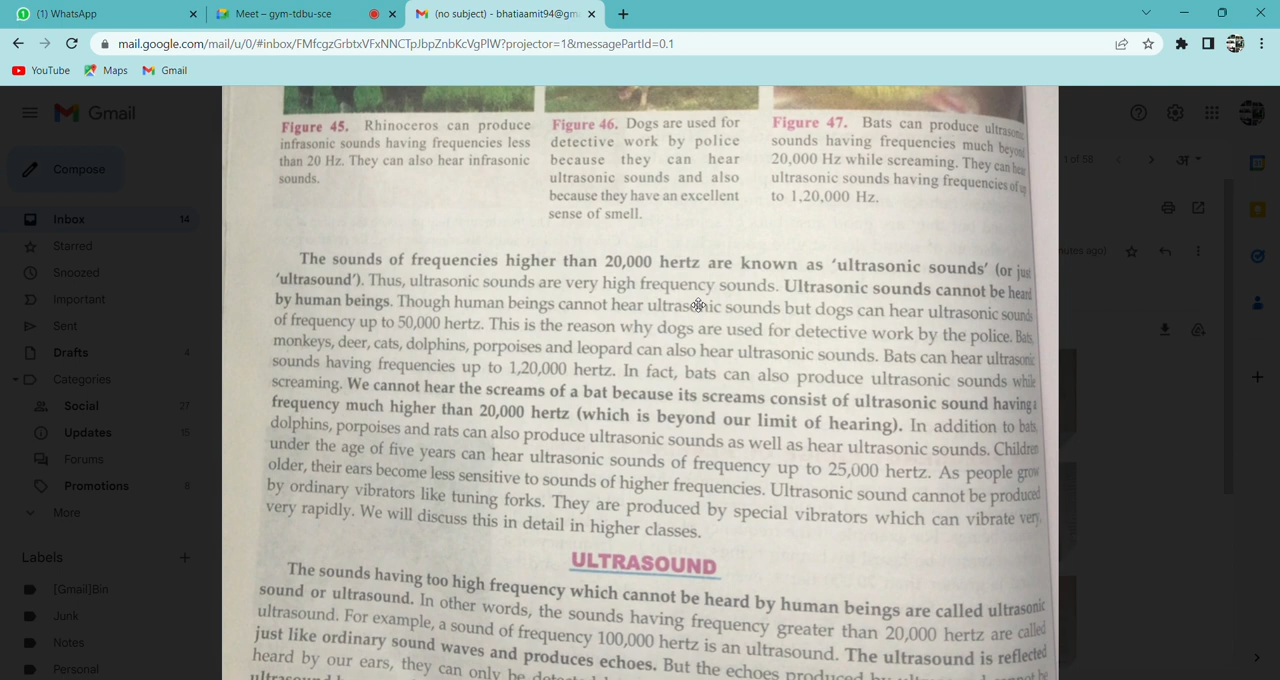 (1) WhatsApp
Meet – gym-tdbu-sce
(no subject) - bhatiaamit94@gm
mail.google.com/mail/u/0/#inbox/FMfcgzGrbtxVFxNNCTpJbpZnbKcVgPlW?projector=1&messagePartId=0.1
YouTube
Maps
Gmail
Gmail
Compose
Inbox 14
Starred
Snoozed
Important
Sent
Drafts 4
Categories
Social 27
Updates 15
Forums
Promotions 8
More
Labels
[Gmail]Bin
Junk
Notes
Personal
1 of 58
अ
nutes ago)
Figure 45. Rhinoceros can produce
infrasonic sounds having frequencies less
than 20 Hz. They can also hear infrasonic
sounds.
Figure 46. Dogs are used for
detective work by police
because they can hear
ultrasonic sounds and also
because they have an excellent
sense of smell.
Figure 47. Bats can produce ultrasonic
sounds having frequencies much beyond
20,000 Hz while screaming. They can hear
ultrasonic sounds having frequencies of up
to 1,20,000 Hz.
The sounds of frequencies higher than 20,000 hertz are known as ‘ultrasonic sounds’ (or just
‘ultrasound’). Thus, ultrasonic sounds are very high frequency sounds. Ultrasonic sounds cannot be heard
by human beings. Though human beings cannot hear ultrasonic sounds but dogs can hear ultrasonic sounds
of frequency up to 50,000 hertz. This is the reason why dogs are used for detective work by the police. Bats,
monkeys, deer, cats, dolphins, porpoises and leopard can also hear ultrasonic sounds. Bats can hear ultrasonic
sounds having frequencies up to 1,20,000 hertz. In fact, bats can also produce ultrasonic sounds while
screaming. We cannot hear the screams of a bat because its screams consist of ultrasonic sound having a
frequency much higher than 20,000 hertz (which is beyond our limit of hearing). In addition to bats,
dolphins, porpoises and rats can also produce ultrasonic sounds as well as hear ultrasonic sounds. Children
under the age of five years can hear ultrasonic sounds of frequency up to 25,000 hertz. As people grow
older, their ears become less sensitive to sounds of higher frequencies. Ultrasonic sound cannot be produced
by ordinary vibrators like tuning forks. They are produced by special vibrators which can vibrate very,
very rapidly. We will discuss this in detail in higher classes.
ULTRASOUND
The sounds having too high frequency which cannot be heard by human beings are called ultrasonic
sound or ultrasound. In other words, the sounds having frequency greater than 20,000 hertz are called
ultrasound. For example, a sound of frequency 100,000 hertz is an ultrasound. The ultrasound is reflected
just like ordinary sound waves and produces echoes. But the echoes produced by cannot be
heard by our ears, they can only be